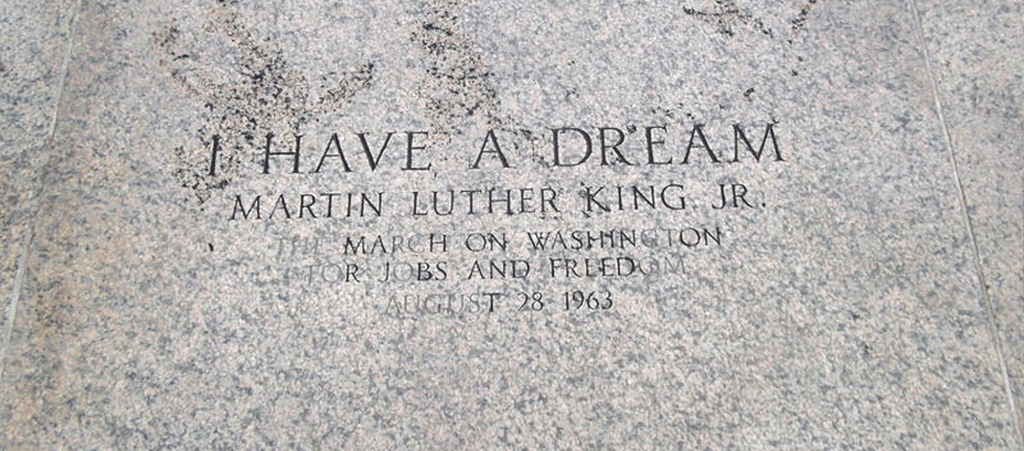 I HAVE A DREAM
MARTIN LUTHER KING JR.
THE MARCH ON WASHINGTON
FOR JOBS AND FREEDOM
AUGUST 28 1963